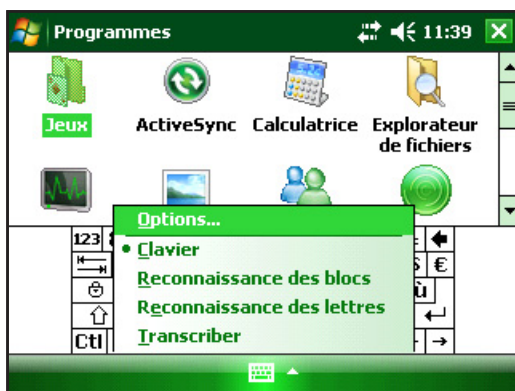 Programmes
11:39
Jeux
ActiveSync
Calculatrice
Explorateur
de fichiers
Options...
Clavier
Reconnaissance des blocs
Reconnaissance des lettres
Transcriber
123
€
ù
Ctl